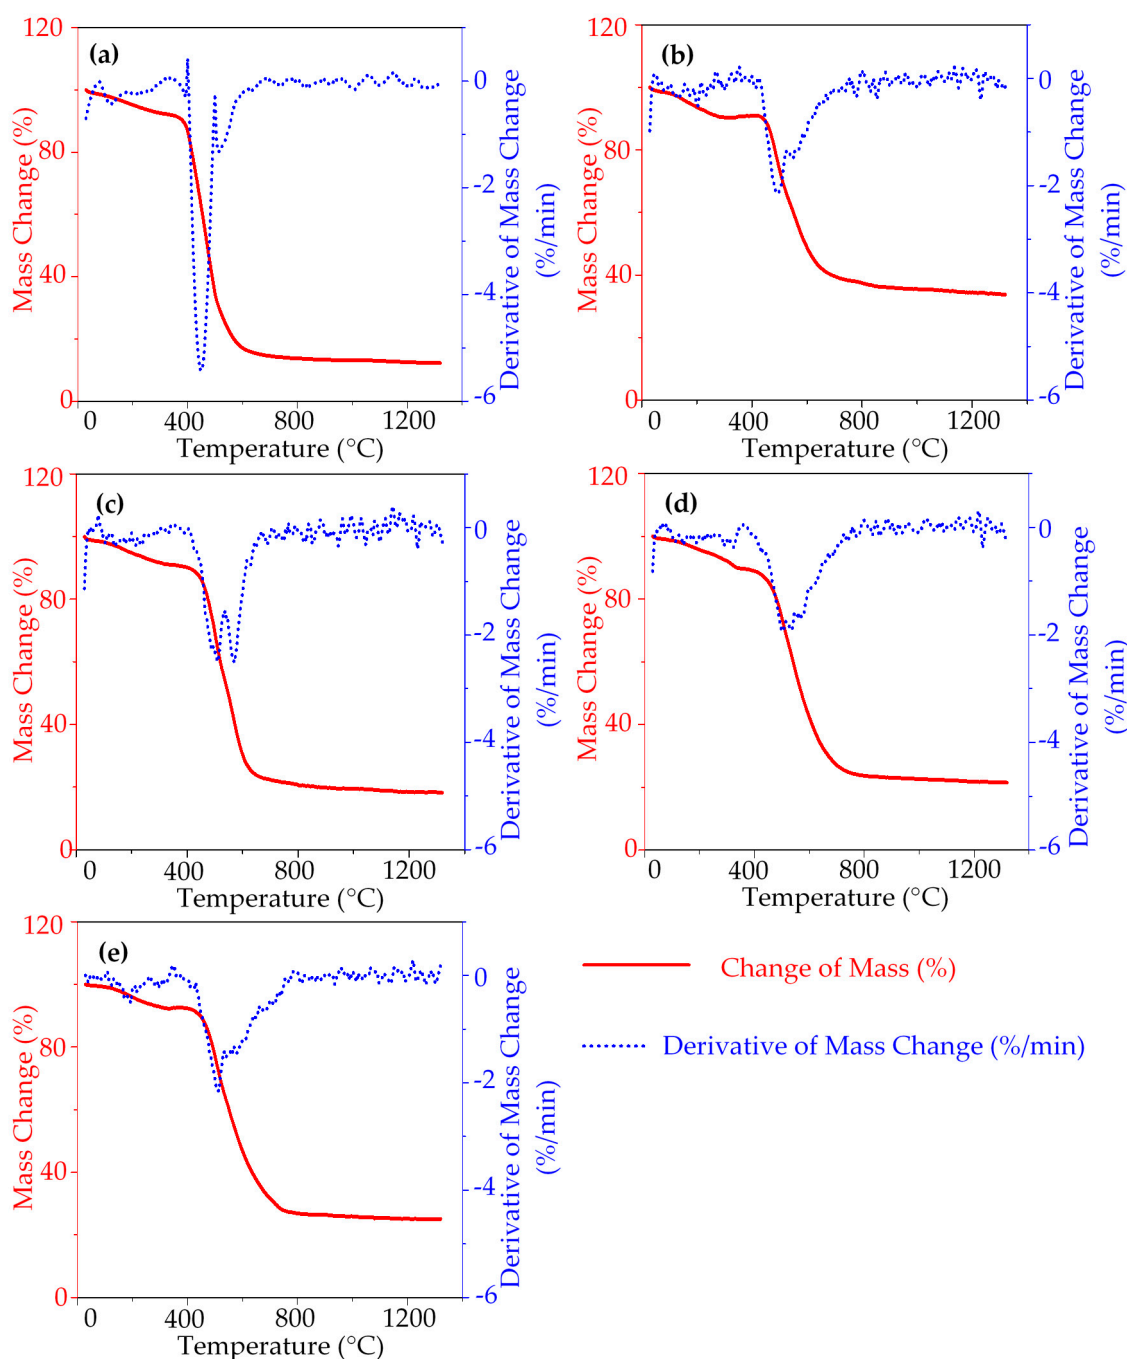 (a)
120
80
40
0
Mass Change (%)
0
-2
-4
-6
Derivative of Mass Change
(%/min)
0 400 800 1200
Temperature (°C)
(b)
120
80
40
0
Mass Change (%)
0
-2
-4
-6
Derivative of Mass Change
(%/min)
0 400 800 1200
Temperature (°C)
(c)
120
80
40
0
Mass Change (%)
0
-2
-4
-6
Derivative of Mass Change
(%/min)
0 400 800 1200
Temperature (°C)
(d)
120
80
40
0
Mass Change (%)
0
-2
-4
-6
Derivative of Mass Change
(%/min)
0 400 800 1200
Temperature (°C)
(e)
120
80
40
0
Mass Change (%)
0
-2
-4
-6
Derivative of Mass Change
(%/min)
0 400 800 1200
Temperature (°C)
Change of Mass (%)
Derivative of Mass Change (%/min)